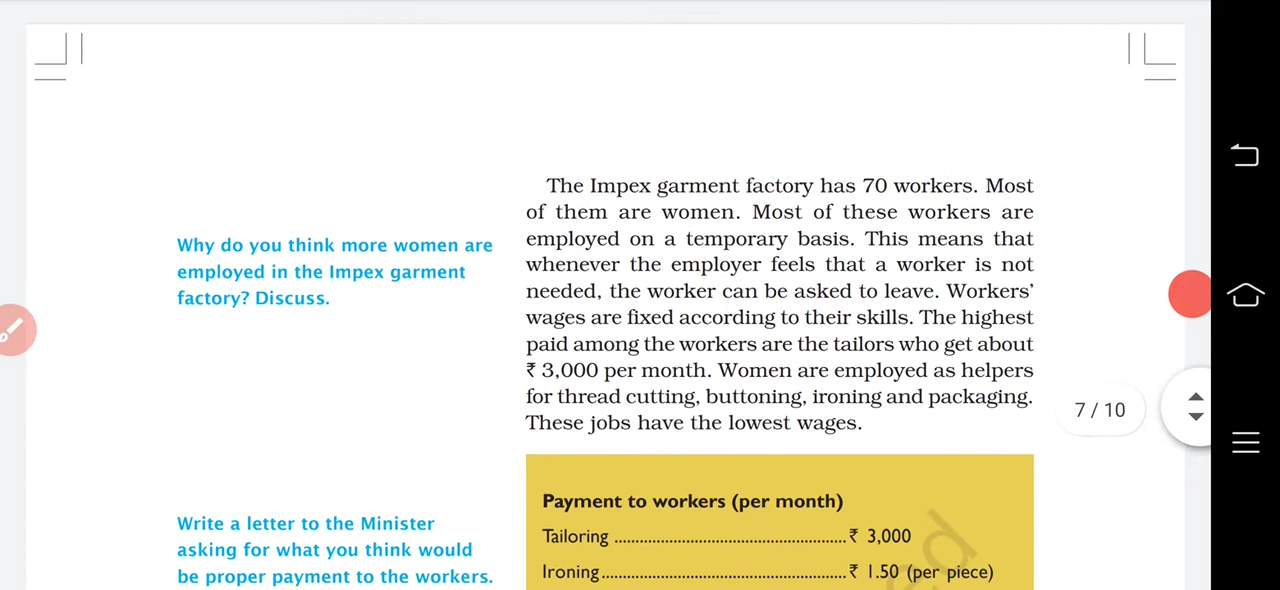 The Impex garment factory has 70 workers. Most
of them are women. Most of these workers are
employed on a temporary basis. This means that
whenever the employer feels that a worker is not
needed, the worker can be asked to leave. Workers'
wages are fixed according to their skills. The highest
paid among the workers are the tailors who get about
₹ 3,000 per month. Women are employed as helpers
for thread cutting, buttoning, ironing and packaging.
These jobs have the lowest wages.
Why do you think more women are
employed in the Impex garment
factory? Discuss.
Payment to workers (per month)
Tailoring ..................................................... ₹ 3,000
Ironing......................................................... ₹ 1.50 (per piece)
Write a letter to the Minister
asking for what you think would
be proper payment to the workers.
7 / 10